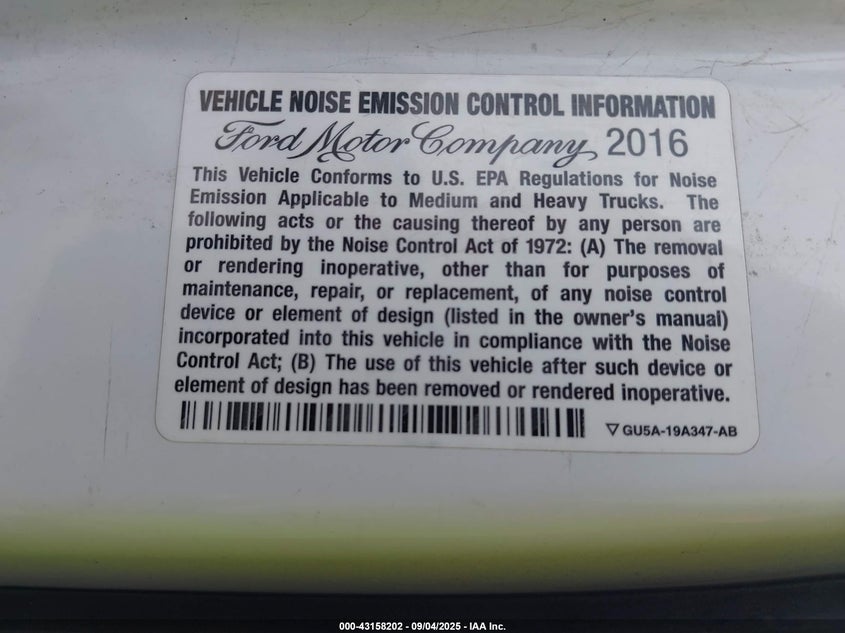 VEHICLE NOISE EMISSION CONTROL INFORMATION
Ford Motor Company 2016
This Vehicle Conforms to U.S. EPA Regulations for Noise
Emission Applicable to Medium and Heavy Trucks. The
following acts or the causing thereof by any person are
prohibited by the Noise Control Act of 1972: (A) The removal
or rendering inoperative, other than for purposes of
maintenance, repair, or replacement, of any noise control
device or element of design (listed in the owner's manual)
incorporated into this vehicle in compliance with the Noise
Control Act; (B) The use of this vehicle after such device or
element of design has been removed or rendered inoperative.
▽ GU5A-19A347-AB
000-43158202 - 09/04/2025 - IAA Inc.